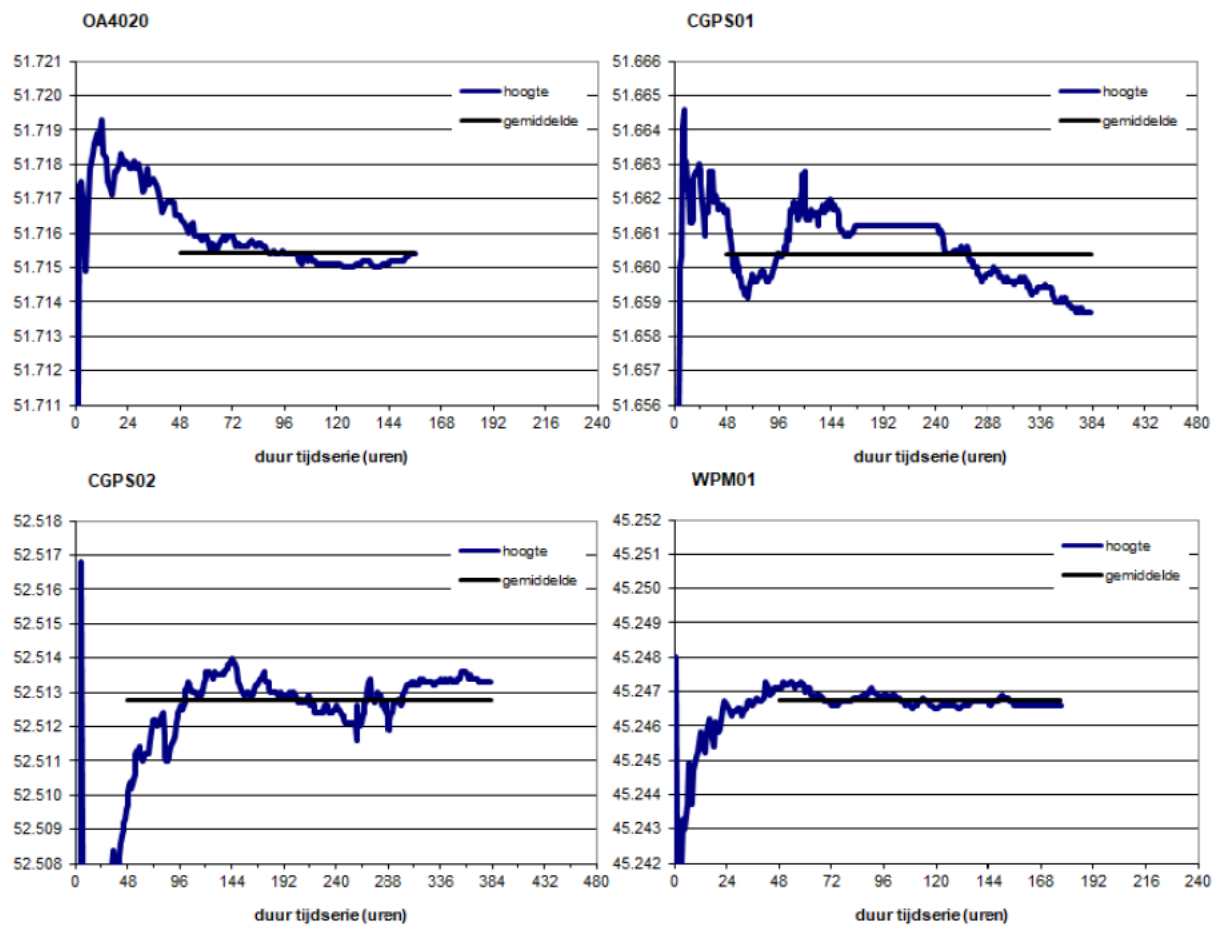 OA4020
51.721
51.720
51.719
51.718
51.717
51.716
51.715
51.714
51.713
51.712
51.711
hoogte
gemiddelde
0 24 48 72 96 120 144 168 192 216 240
duur tijdserie (uren)
CGPS01
51.666
51.665
51.664
51.663
51.662
51.661
51.660
51.659
51.658
51.657
51.656
hoogte
gemiddelde
0 48 96 144 192 240 288 336 384 432 480
duur tijdserie (uren)
CGPS02
52.518
52.517
52.516
52.515
52.514
52.513
52.512
52.511
52.510
52.509
52.508
hoogte
gemiddelde
0 48 96 144 192 240 288 336 384 432 480
duur tijdserie (uren)
WPM01
45.252
45.251
45.250
45.249
45.248
45.247
45.246
45.245
45.244
45.243
45.242
hoogte
gemiddelde
0 24 48 72 96 120 144 168 192 216 240
duur tijdserie (uren)